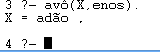 3 ?- avô(X,enos).
X = adão ,
4 ?-